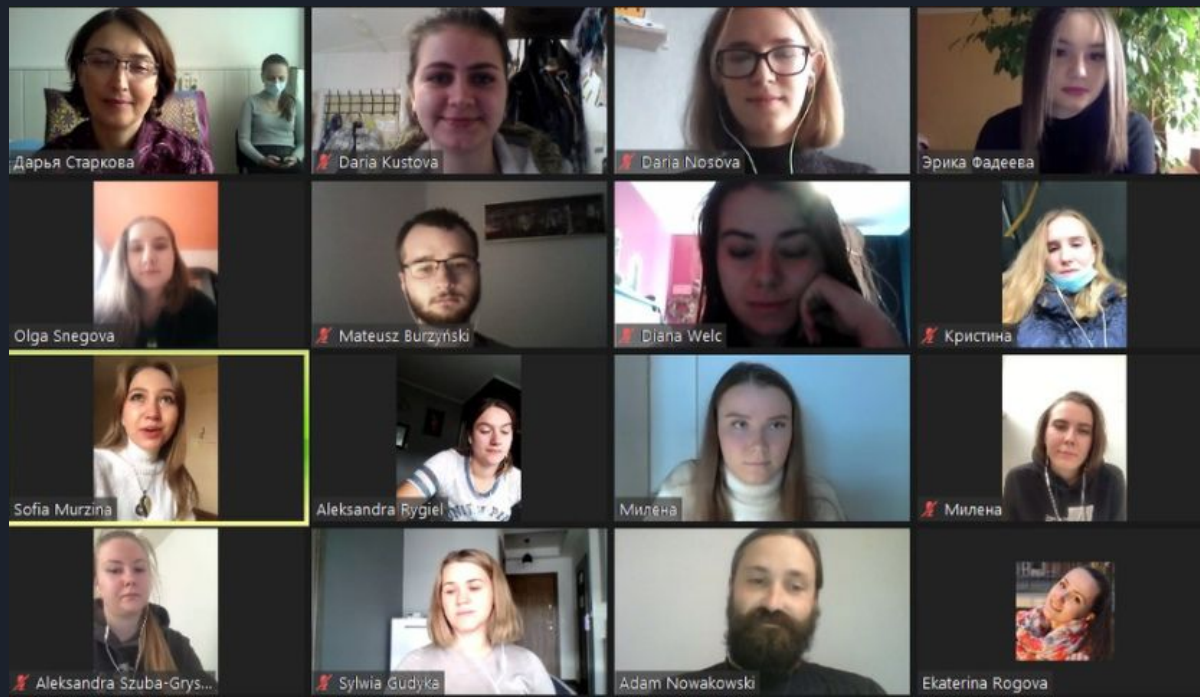 Дарья Старкова
Daria Kustova
Daria Nosova
Эрика Фадеева
Olga Snegova
Mateusz Burzyński
Diana Welc
Кристина
Sofia Murzina
Aleksandra Rygiel
Милена
Милена
Aleksandra Szuba-Grys...
Sylwia Gudyka
Adam Nowakowski
Ekaterina Rogova